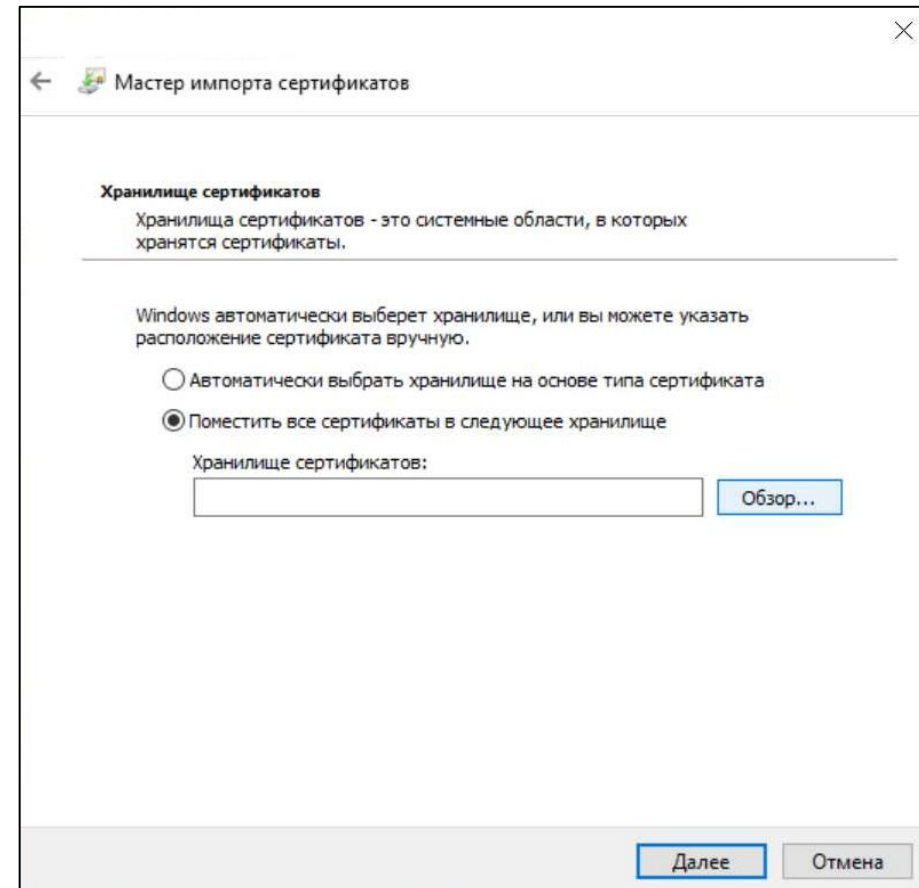 Мастер импорта сертификатов
Хранилище сертификатов
Хранилища сертификатов - это системные области, в которых
хранятся сертификаты.
Windows автоматически выберет хранилище, или вы можете указать
расположение сертификата вручную.
Автоматически выбрать хранилище на основе типа сертификата
Поместить все сертификаты в следующее хранилище
Хранилище сертификатов:
Обзор...
Далее Отмена